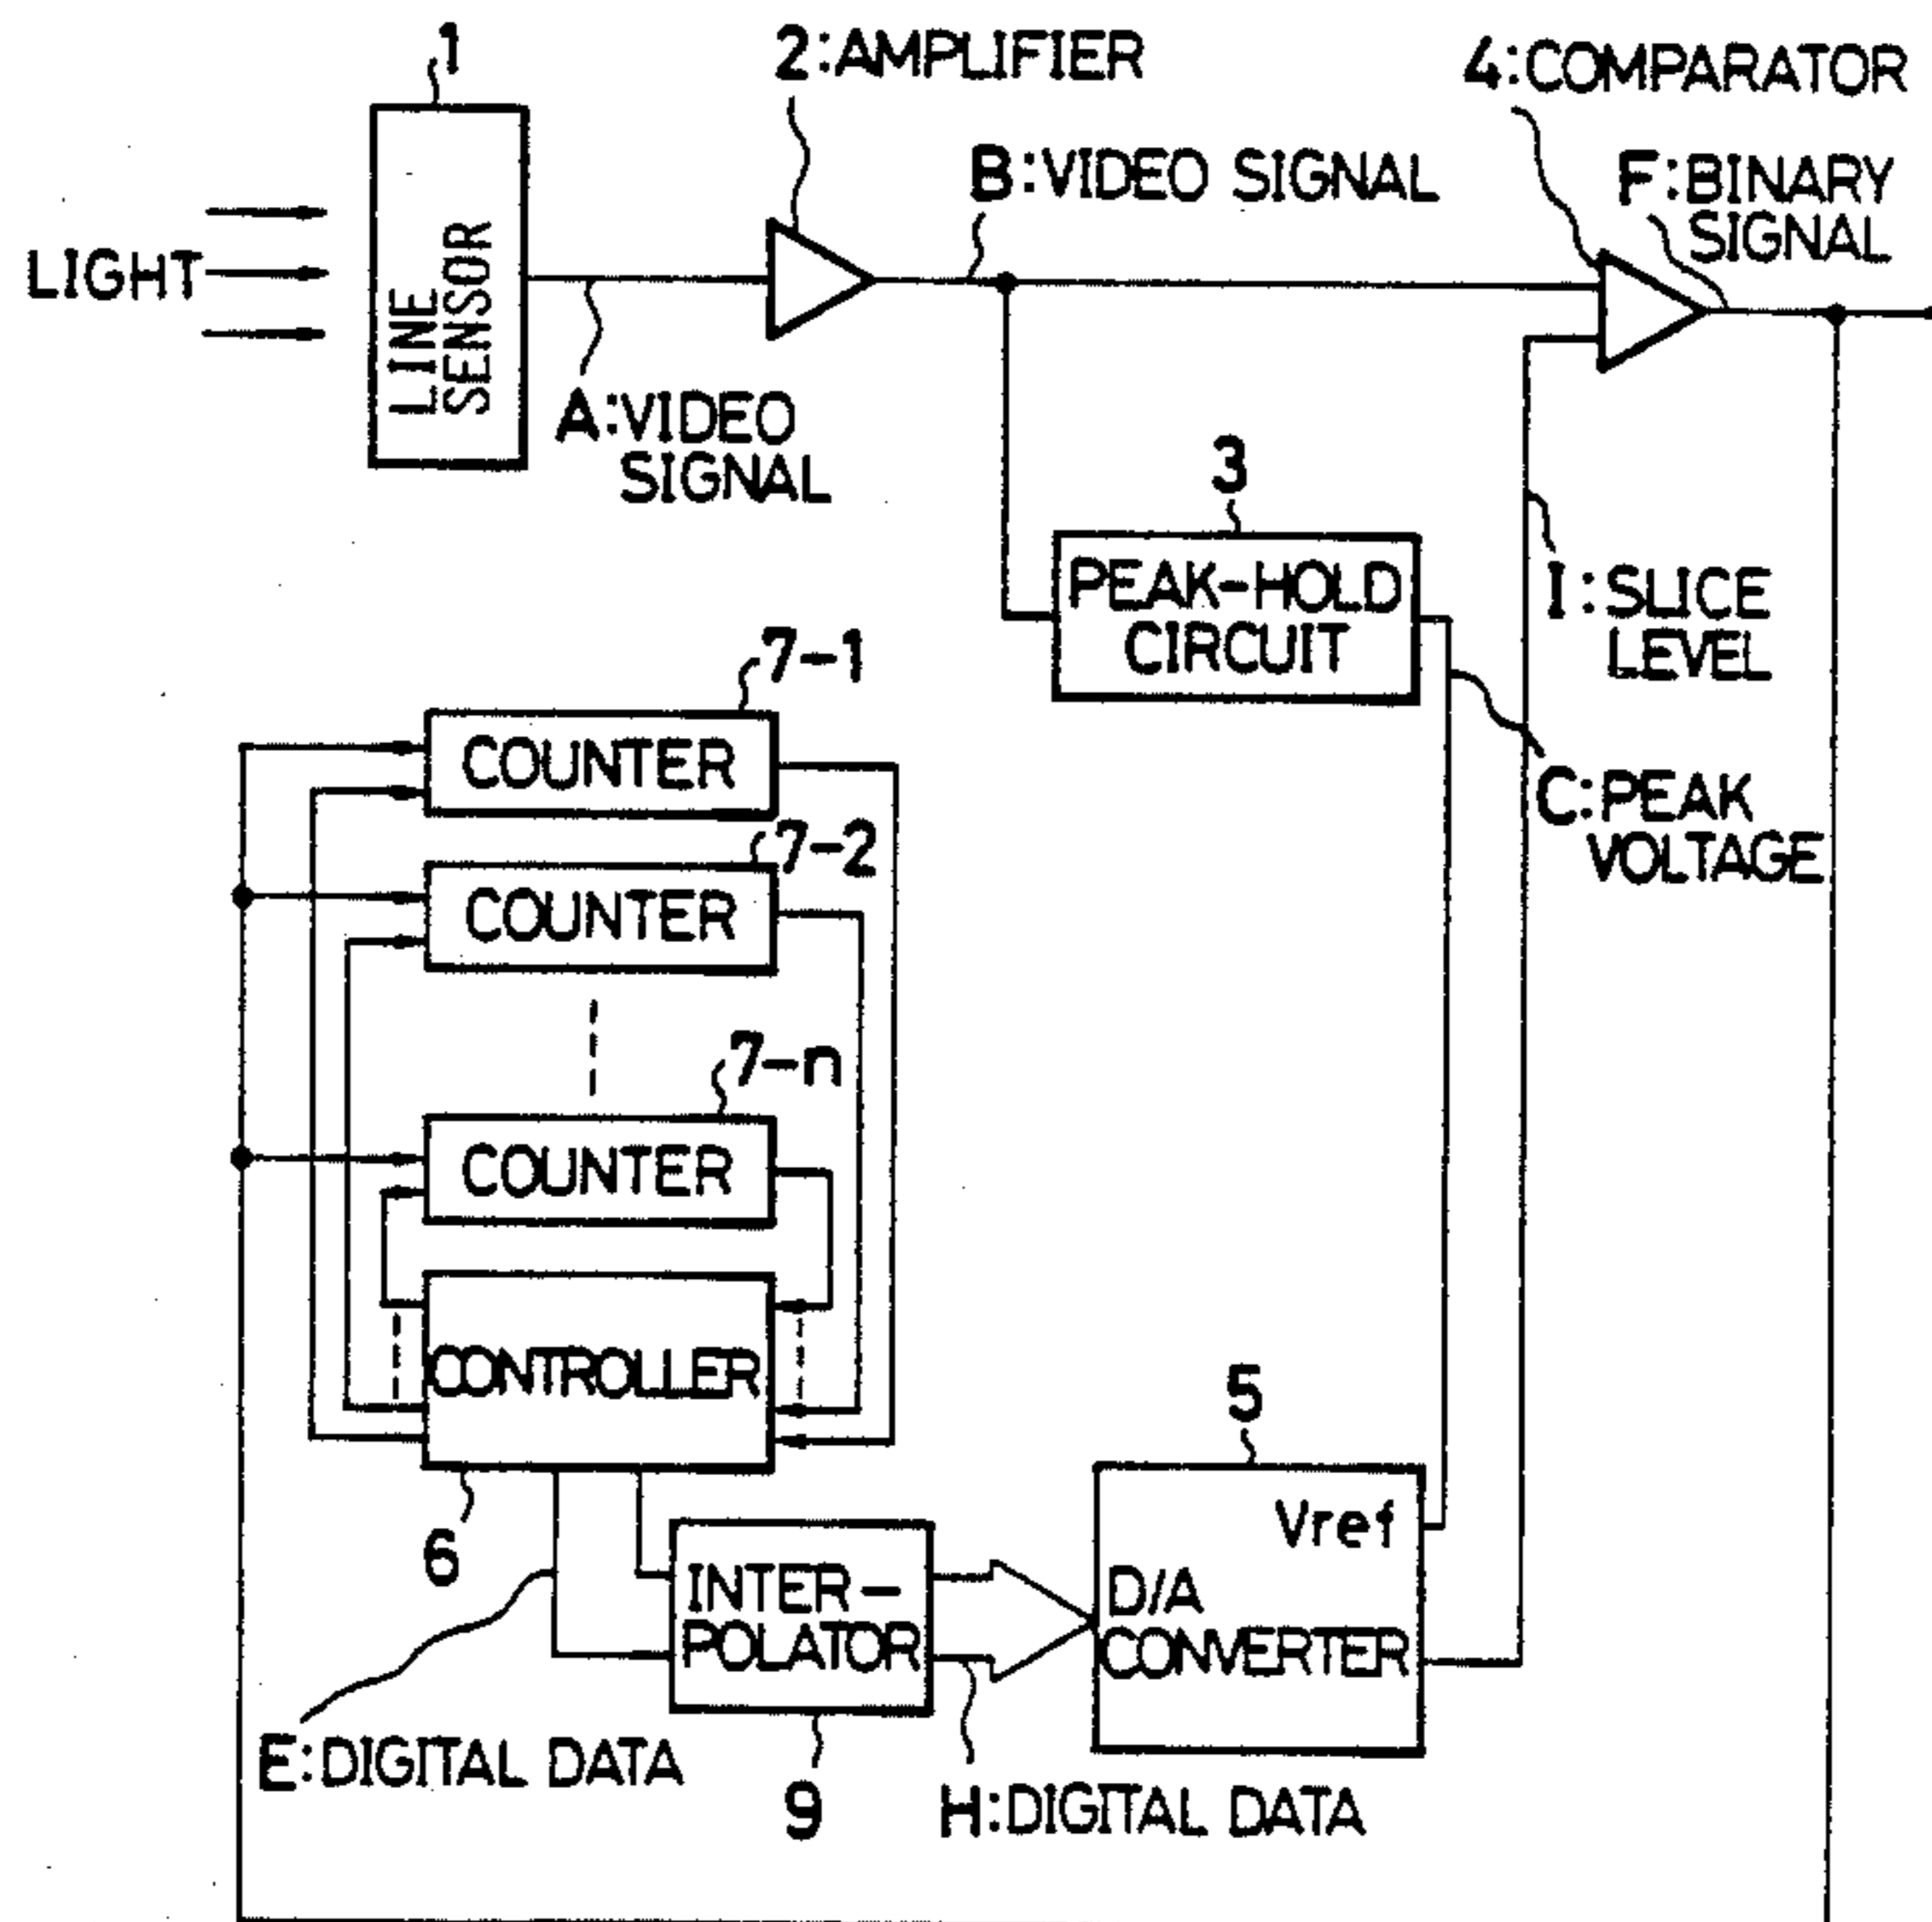 1
2:AMPLIFIER
4:COMPARATOR
B:VIDEO SIGNAL
F:BINARY
SIGNAL
LIGHT
LINE
SENSOR
A:VIDEO
SIGNAL
3
PEAK-HOLD
CIRCUIT
I:SLICE
LEVEL
7-1
COUNTER
C:PEAK
VOLTAGE
7-2
COUNTER
7-n
COUNTER
CONTROLLER
5
6
Vref
INTER-
POLATOR
D/A
CONVERTER
E:DIGITAL DATA
9
H:DIGITAL DATA